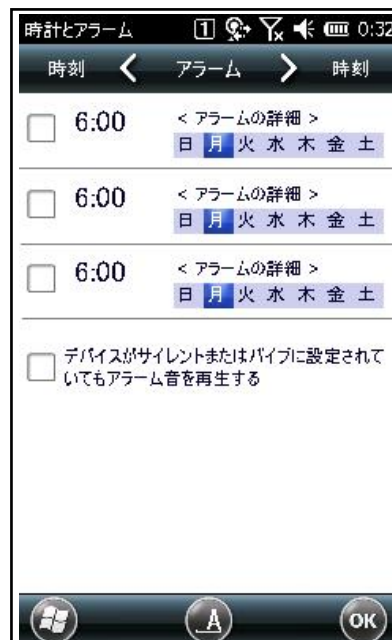 時計とアラーム 1 0:32
時刻 アラーム 時刻
6:00 < アラームの詳細 >
日 月 火 水 木 金 土
6:00 < アラームの詳細 >
日 月 火 水 木 金 土
6:00 < アラームの詳細 >
日 月 火 水 木 金 土
デバイスがサイレントまたはバイブに設定されて
いてもアラーム音を再生する
A OK